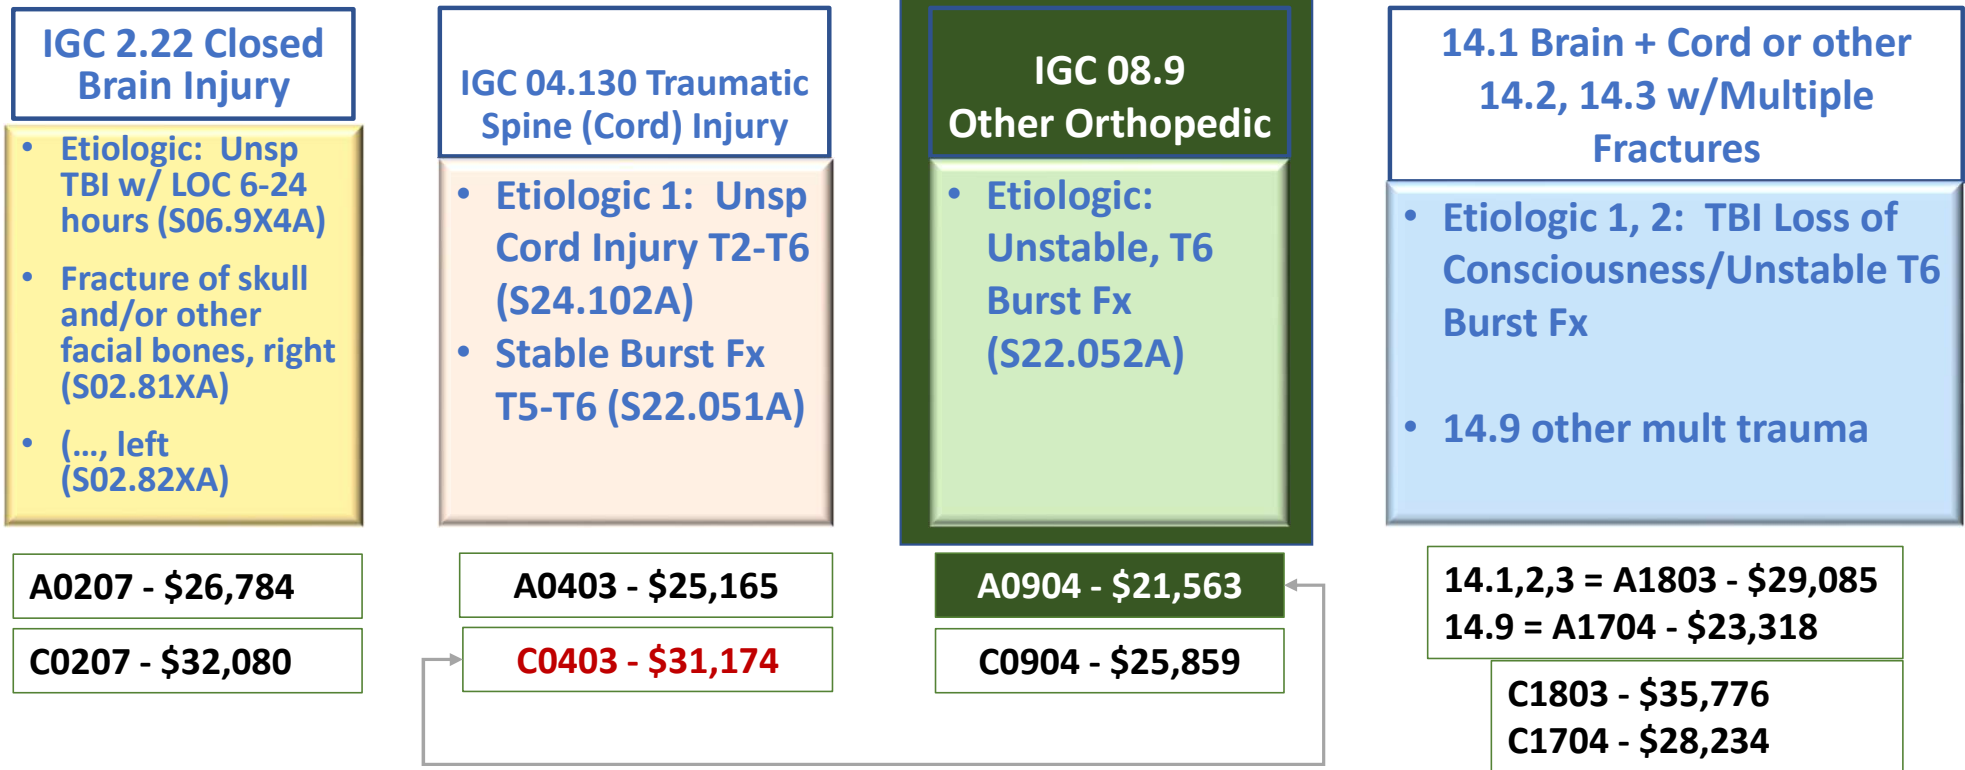 IGC 2.22 Closed
Brain Injury
• Etiologic: Unsp
TBI w/ LOC 6-24
hours (S06.9X4A)
• Fracture of skull
and/or other
facial bones, right
(S02.81XA)
• (…, left
(S02.82XA)
A0207 - $26,784
C0207 - $32,080
IGC 04.130 Traumatic
Spine (Cord) Injury
• Etiologic 1: Unsp
Cord Injury T2-T6
(S24.102A)
• Stable Burst Fx
T5-T6 (S22.051A)
A0403 - $25,165
C0403 - $31,174
IGC 08.9
Other Orthopedic
• Etiologic:
Unstable, T6
Burst Fx
(S22.052A)
A0904 - $21,563
C0904 - $25,859
14.1 Brain + Cord or other
14.2, 14.3 w/Multiple
Fractures
• Etiologic 1, 2: TBI Loss of
Consciousness/Unstable T6
Burst Fx
• 14.9 other mult trauma
14.1,2,3 = A1803 - $29,085
14.9 = A1704 - $23,318
C1803 - $35,776
C1704 - $28,234